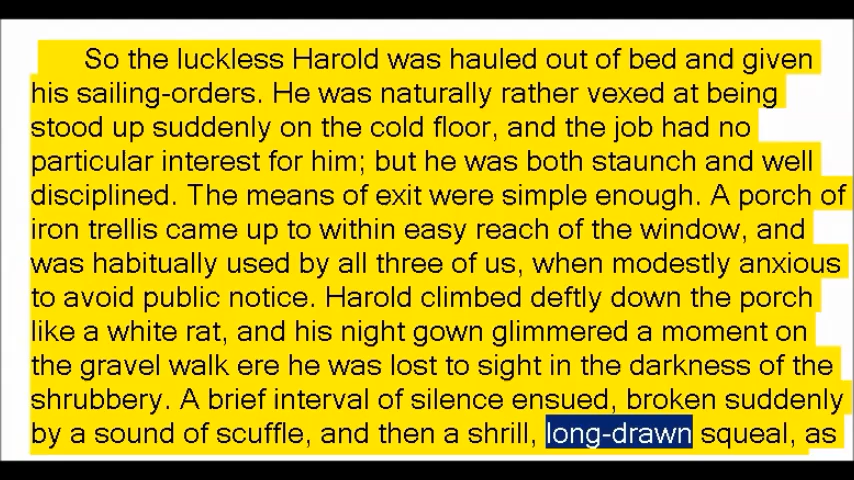 So the luckless Harold was hauled out of bed and given
his sailing-orders. He was naturally rather vexed at being
stood up suddenly on the cold floor, and the job had no
particular interest for him; but he was both staunch and well
disciplined. The means of exit were simple enough. A porch of
iron trellis came up to within easy reach of the window, and
was habitually used by all three of us, when modestly anxious
to avoid public notice. Harold climbed deftly down the porch
like a white rat, and his night gown glimmered a moment on
the gravel walk ere he was lost to sight in the darkness of the
shrubbery. A brief interval of silence ensued, broken suddenly
by a sound of scuffle, and then a shrill, long-drawn squeal, as